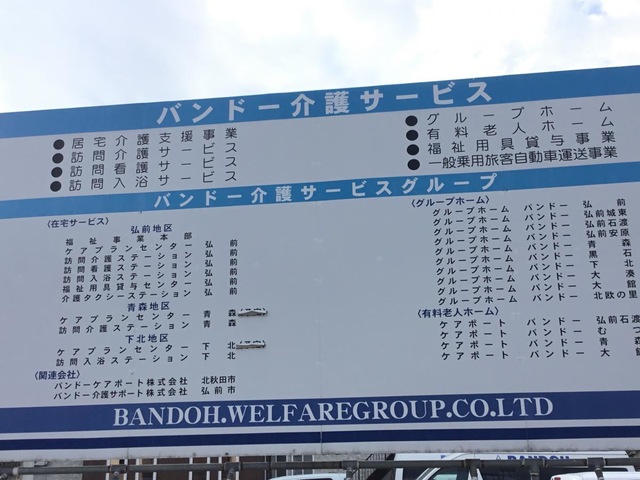 バンドー介護サービス
●居宅介護支援事業
●訪問介護サービス
●訪問看護サービス
●訪問入浴サービス
●グループホーム
●有料老人ホーム
●福祉用具貸与事業
●一般乗用旅客自動車運送事業
バンドー介護サービスグループ
〈在宅サービス〉
弘前地区
福祉事業本部
ケアプランセンター 弘前
訪問介護ステーション 弘前
訪問看護ステーション 弘前
訪問入浴ステーション 弘前
福祉用具貸与センター 弘前
介護タクシーステーション 弘前
青森地区
ケアプランセンター 青森
訪問介護ステーション 青森
下北地区
ケアプランセンター 下北
訪問入浴ステーション 下北
〈関連会社〉
バンドーケアポート株式会社 北秋田市
バンドー介護サポート株式会社 弘前市
〈グループホーム〉
グループホーム バンドー 弘前
グループホーム バンドー 弘前城東
グループホーム バンドー 弘前石渡
グループホーム バンドー 弘前安原
グループホーム バンドー 青森
グループホーム バンドー 黒石
グループホーム バンドー 下北
グループホーム バンドー 大湊
グループホーム バンドー 大館
グループホーム バンドー 北欧の里
〈有料老人ホーム〉
ケアポート バンドー 弘前石渡
ケアポート バンドー むつ
ケアポート バンドー 青森
ケアポート バンドー 大館
BANDOH.WELFAREGROUP.CO.LTD
BANDOH